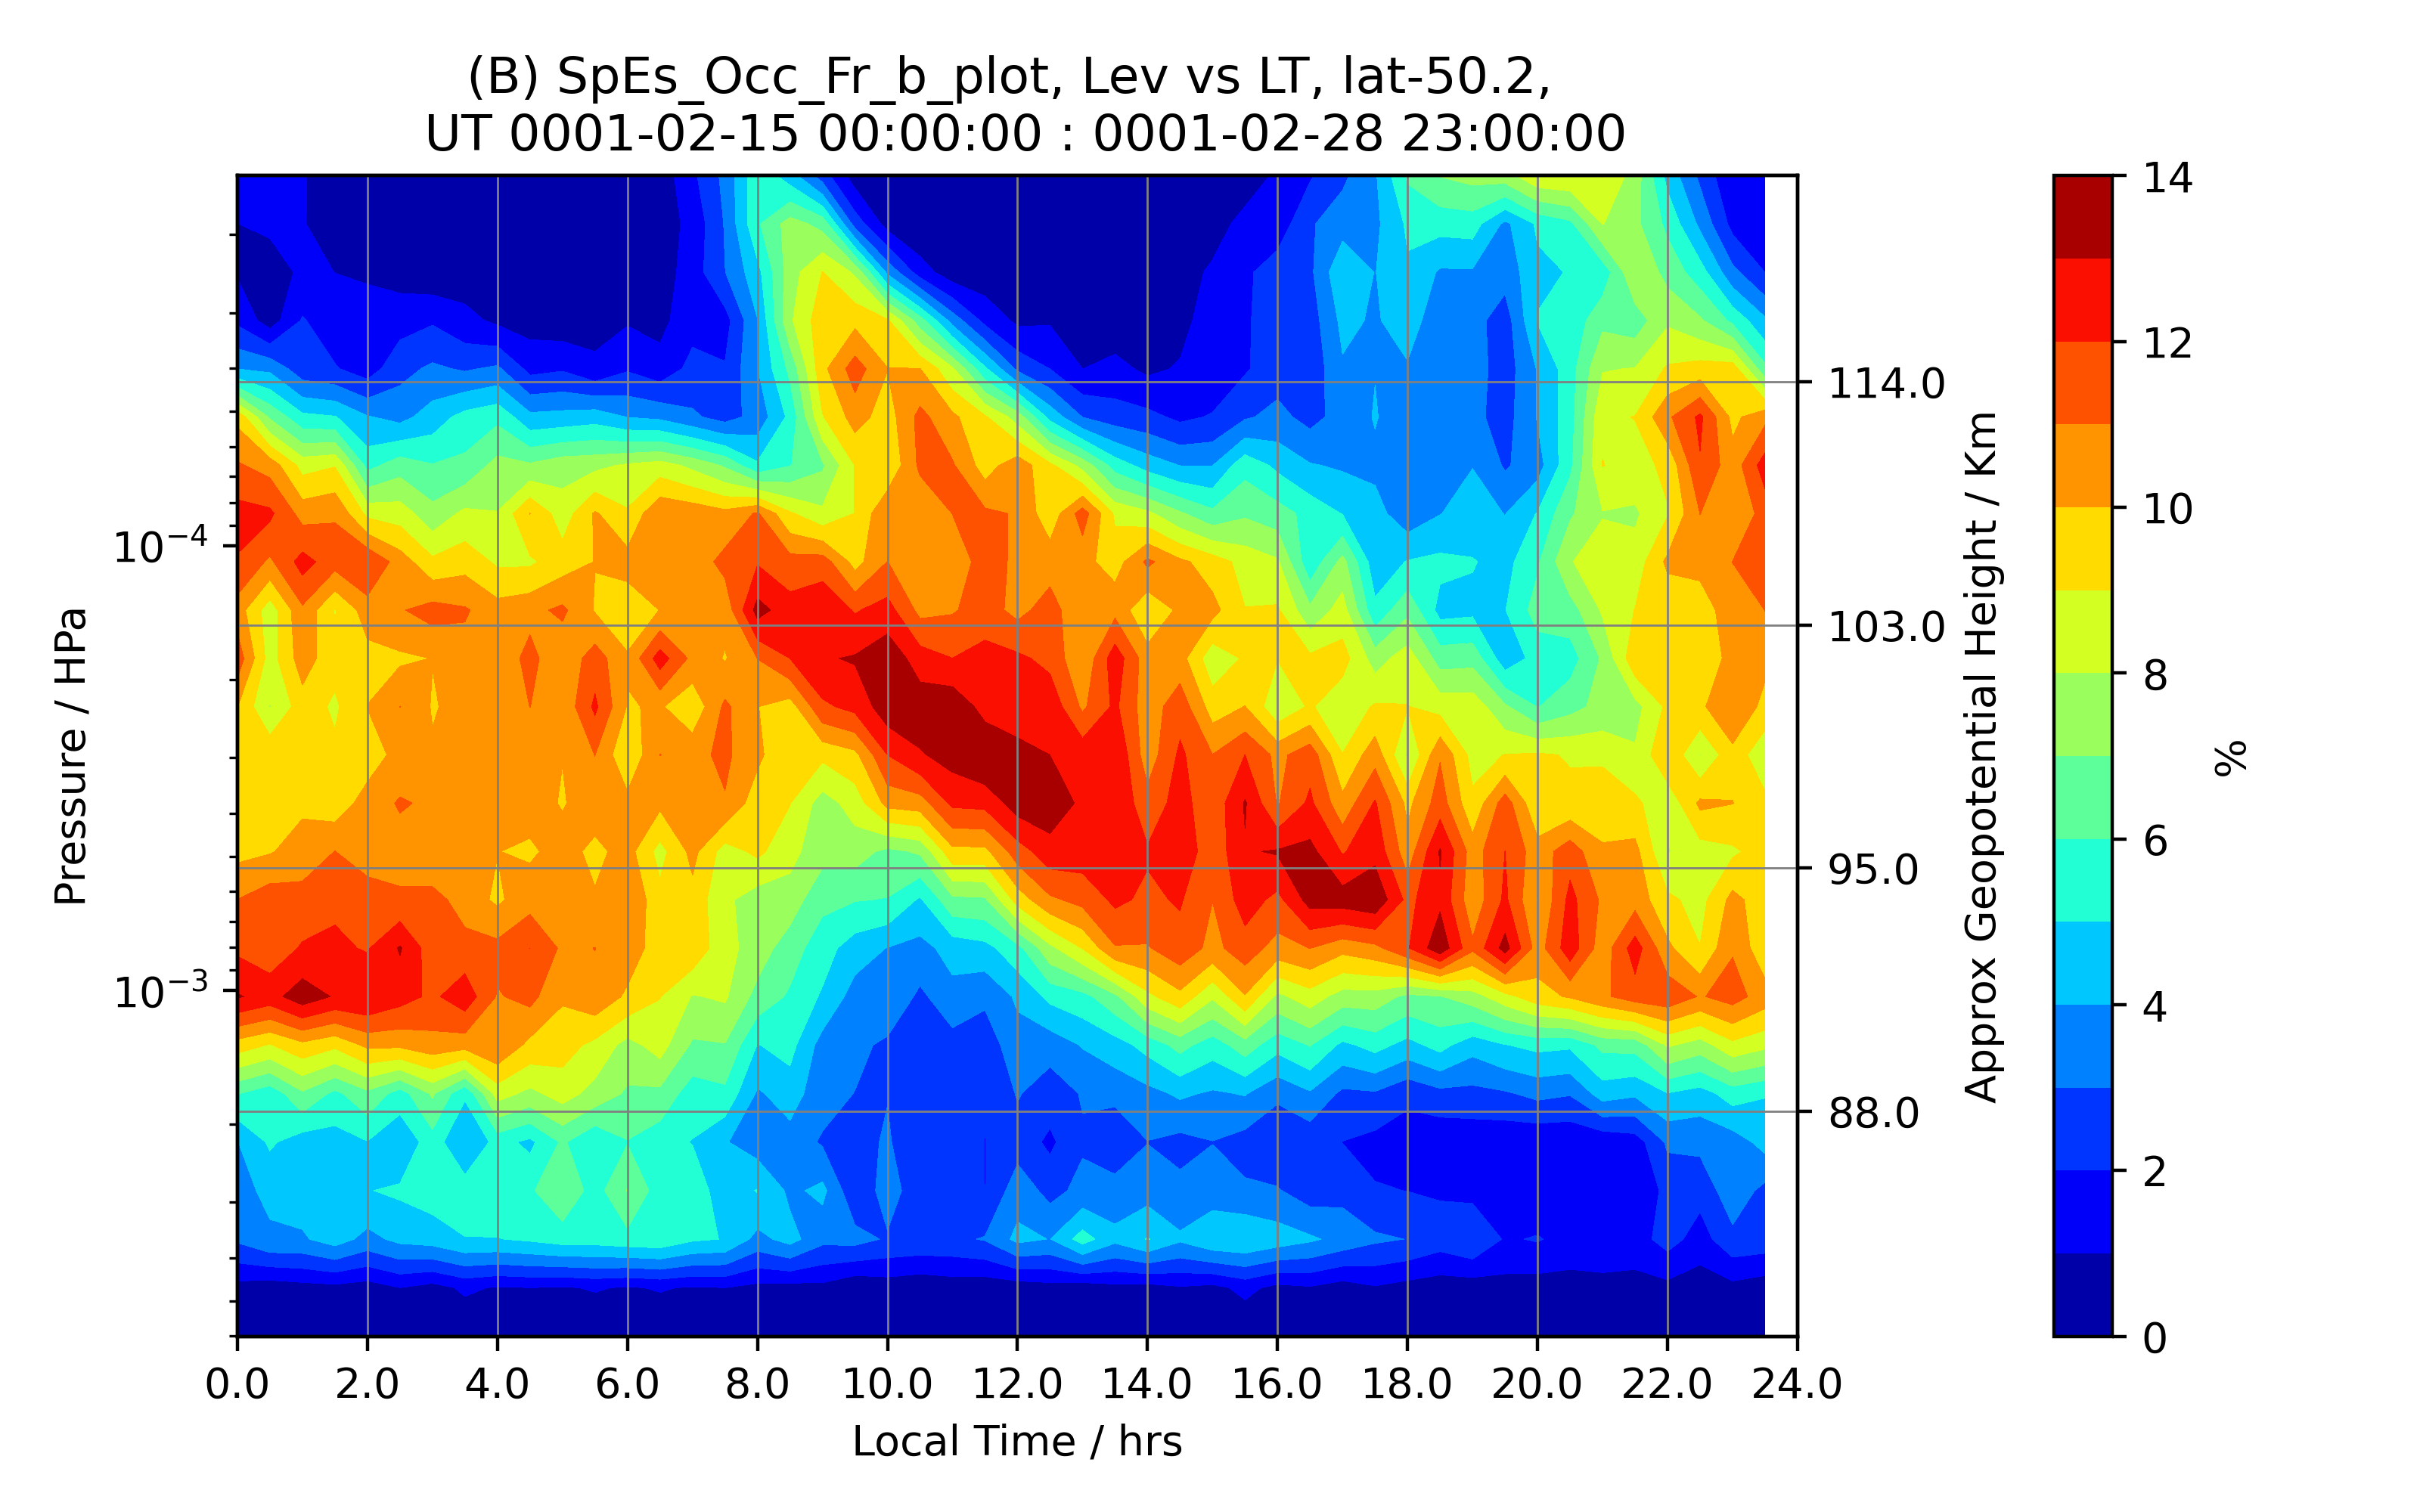 (B) SpEs_Occ_Fr_b_plot, Lev vs LT, lat-50.2,
UT 0001-02-15 00:00:00 : 0001-02-28 23:00:00
Pressure / HPa
10⁻⁴
10⁻³
0.0 2.0 4.0 6.0 8.0 10.0 12.0 14.0 16.0 18.0 20.0 22.0 24.0
Local Time / hrs
114.0
103.0
95.0
88.0
Approx Geopotential Height / Km
14
12
10
8
6
4
2
0
%